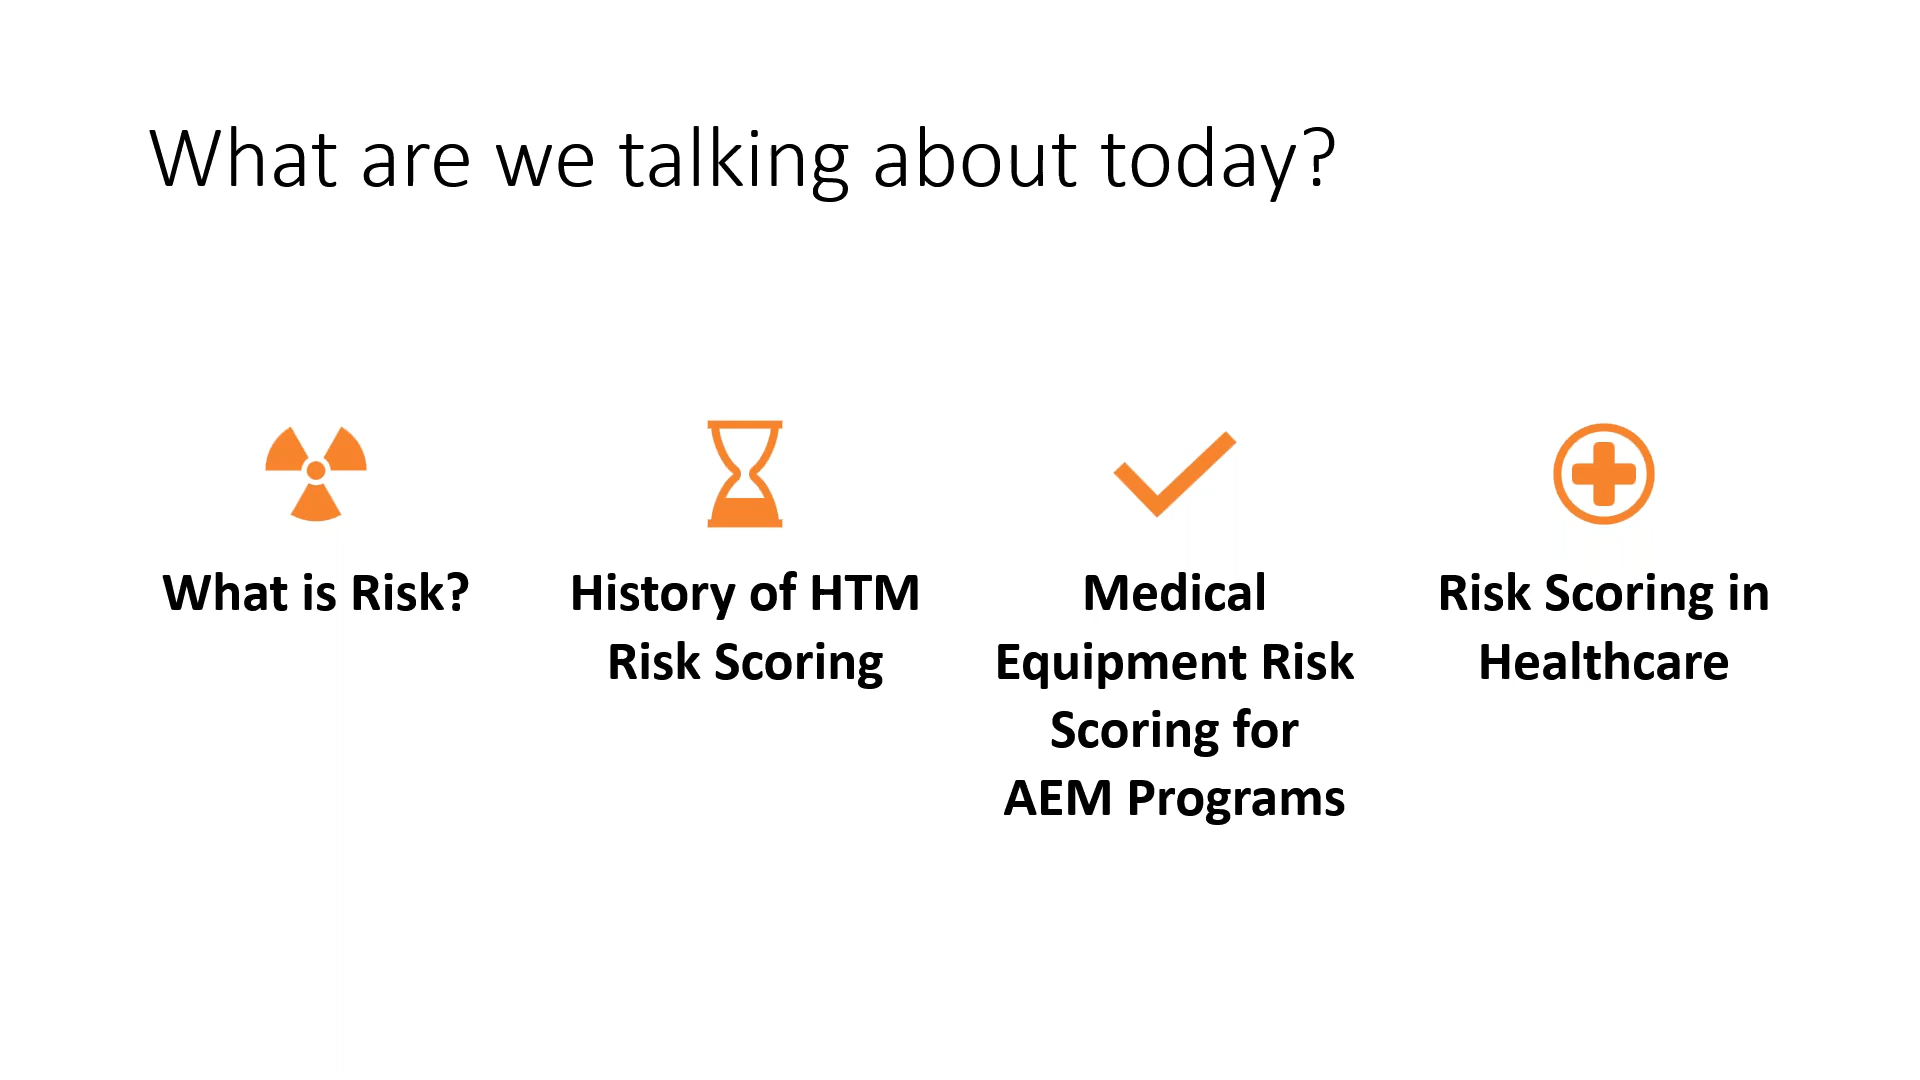 What are we talking about today?
What is Risk?
History of HTM
Risk Scoring
Medical
Equipment Risk
Scoring for
AEM Programs
Risk Scoring in
Healthcare